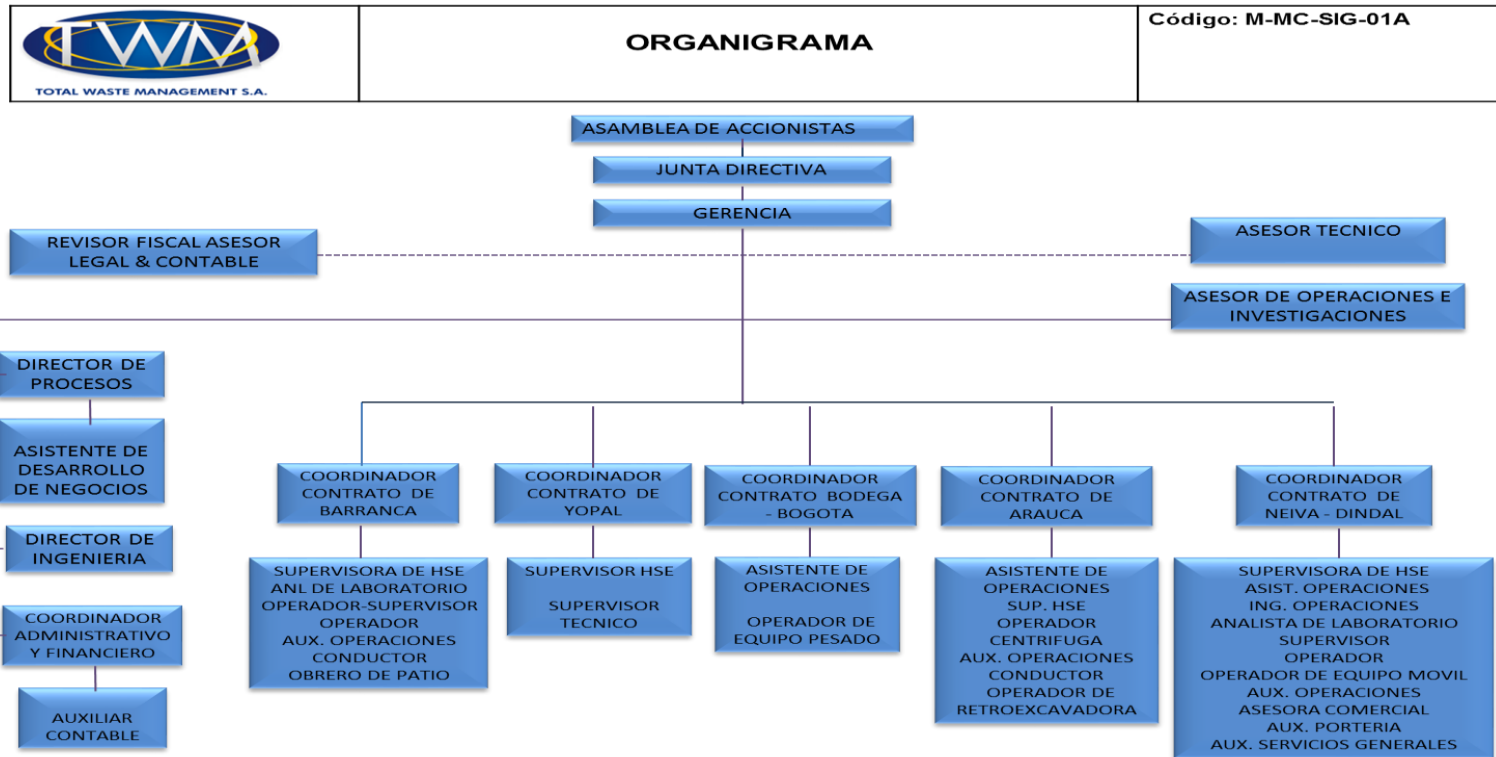 TWM
TOTAL WASTE MANAGEMENT S.A.
ORGANIGRAMA
Código: M-MC-SIG-01A
ASAMBLEA DE ACCIONISTAS
JUNTA DIRECTIVA
GERENCIA
REVISOR FISCAL ASESOR
LEGAL & CONTABLE
ASESOR TECNICO
ASESOR DE OPERACIONES E
INVESTIGACIONES
DIRECTOR DE
PROCESOS
ASISTENTE DE
DESARROLLO
DE NEGOCIOS
DIRECTOR DE
INGENIERIA
COORDINADOR
ADMINISTRATIVO
Y FINANCIERO
AUXILIAR
CONTABLE
COORDINADOR
CONTRATO DE
BARRANCA
SUPERVISORA DE HSE
ANL DE LABORATORIO
OPERADOR-SUPERVISOR
OPERADOR
AUX. OPERACIONES
CONDUCTOR
OBRERO DE PATIO
COORDINADOR
CONTRATO DE
YOPAL
SUPERVISOR HSE
SUPERVISOR
TECNICO
COORDINADOR
CONTRATO BODEGA
- BOGOTA
ASISTENTE DE
OPERACIONES
OPERADOR DE
EQUIPO PESADO
COORDINADOR
CONTRATO DE
ARAUCA
ASISTENTE DE
OPERACIONES
SUP. HSE
OPERADOR
CENTRIFUGA
AUX. OPERACIONES
CONDUCTOR
OPERADOR DE
RETROEXCAVADORA
COORDINADOR
CONTRATO DE
NEIVA - DINDAL
SUPERVISORA DE HSE
ASIST. OPERACIONES
ING. OPERACIONES
ANALISTA DE LABORATORIO
SUPERVISOR
OPERADOR
OPERADOR DE EQUIPO MOVIL
AUX. OPERACIONES
ASESORA COMERCIAL
AUX. PORTERIA
AUX. SERVICIOS GENERALES